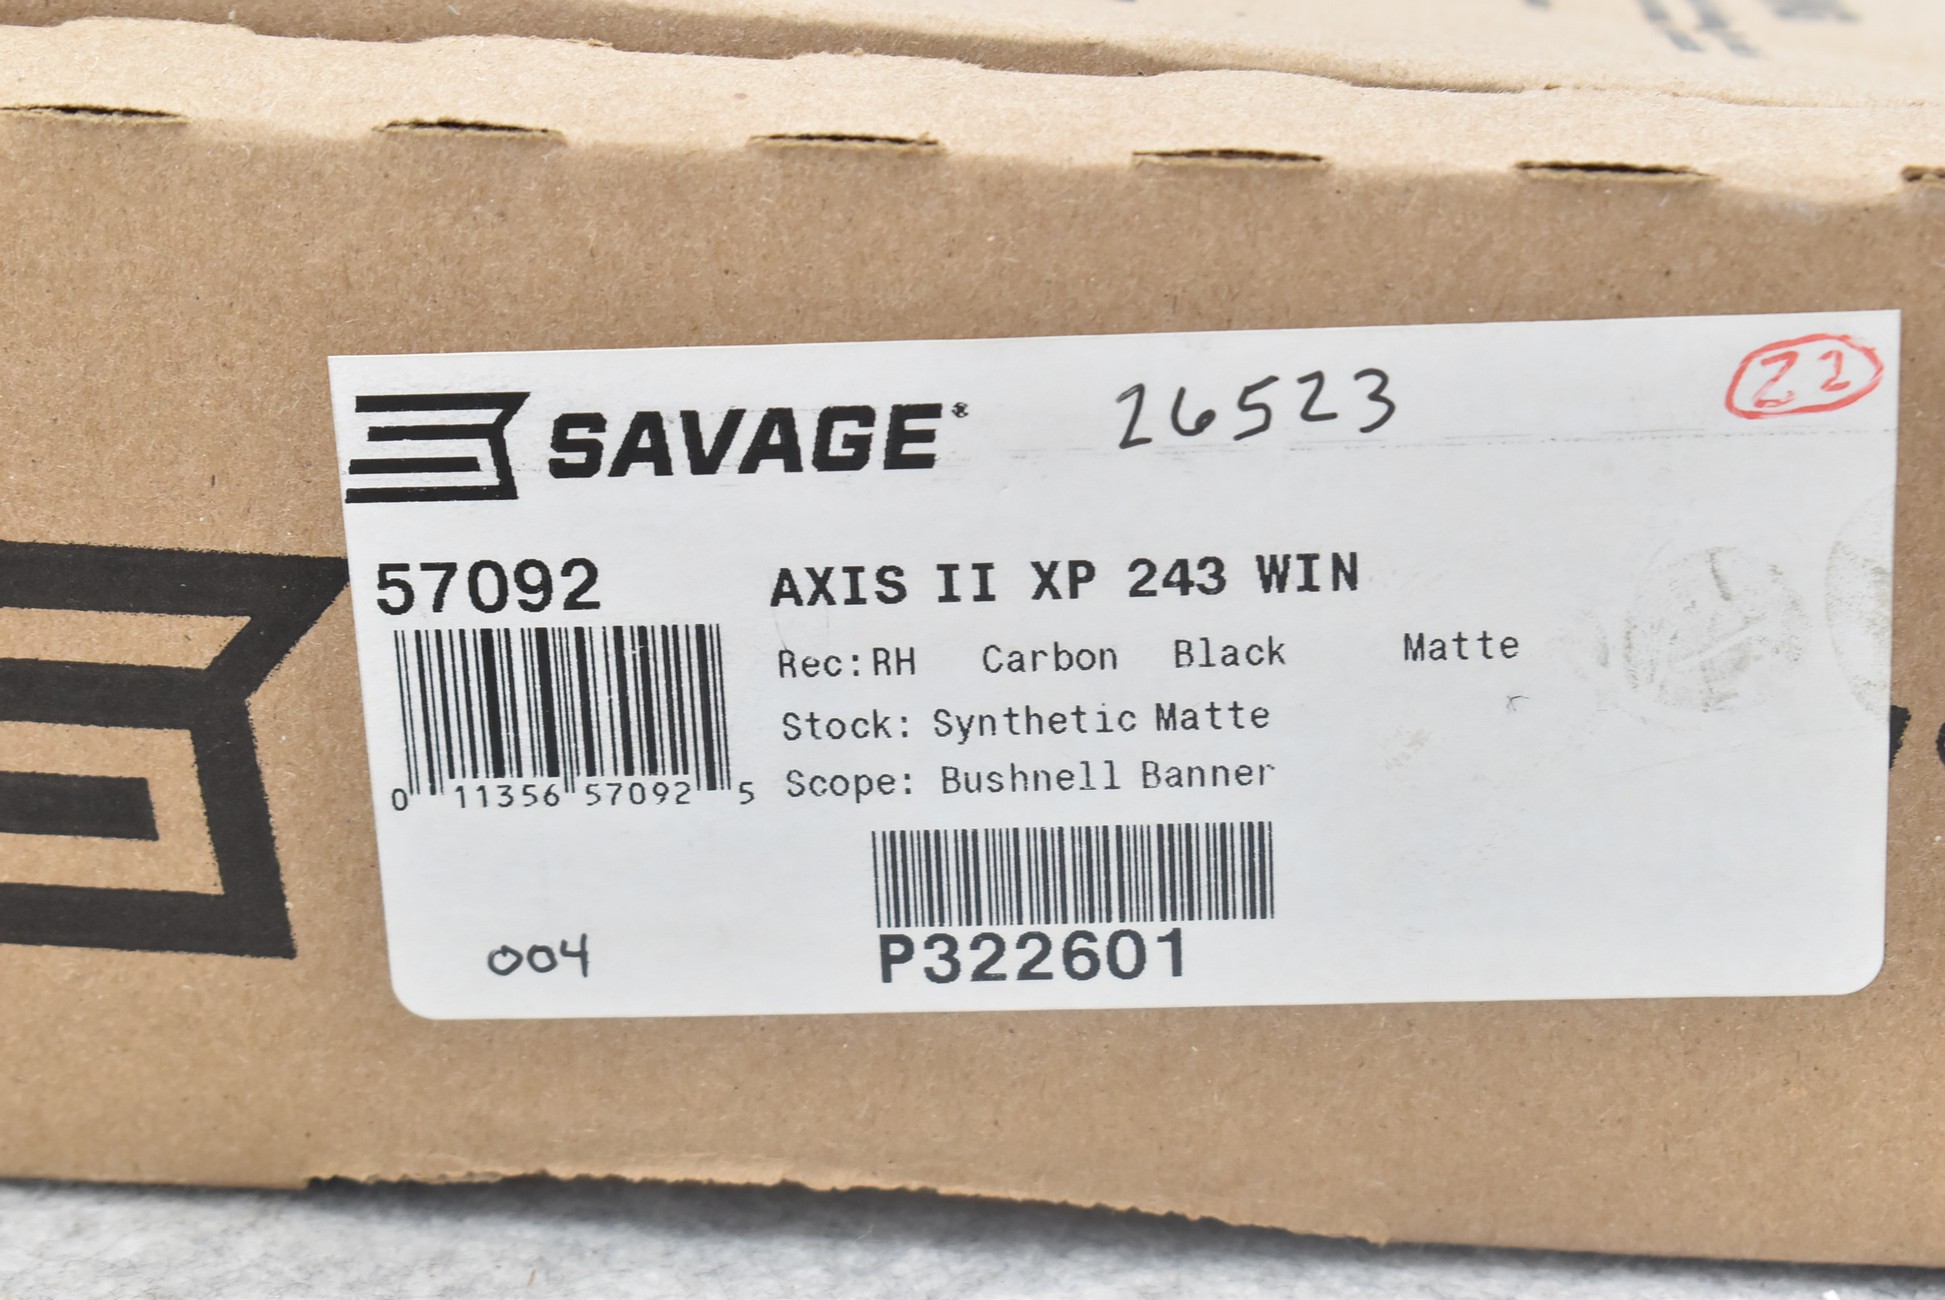 SAVAGE® 26523 22
57092 AXIS II XP 243 WIN
Rec:RH Carbon Black Matte
Stock: Synthetic Matte
Scope: Bushnell Banner
0 11356 57092 5
004 P322601